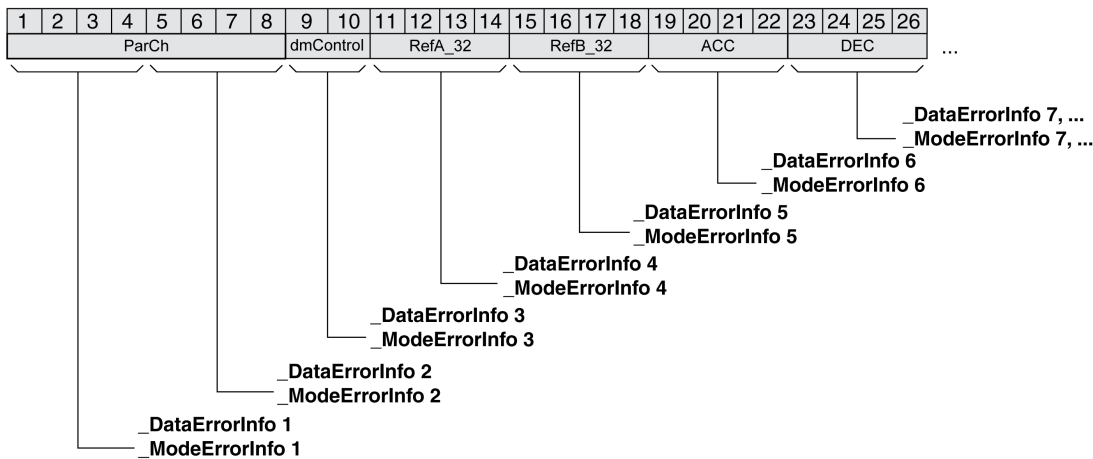 1 2 3 4 5 6 7 8 9 10 11 12 13 14 15 16 17 18 19 20 21 22 23 24 25 26
ParCh dmControl RefA_32 RefB_32 ACC DEC ...
_DataErrorInfo 7, ...
_ModeErrorInfo 7, ...
_DataErrorInfo 6
_ModeErrorInfo 6
_DataErrorInfo 5
_ModeErrorInfo 5
_DataErrorInfo 4
_ModeErrorInfo 4
_DataErrorInfo 3
_ModeErrorInfo 3
_DataErrorInfo 2
_ModeErrorInfo 2
_DataErrorInfo 1
_ModeErrorInfo 1